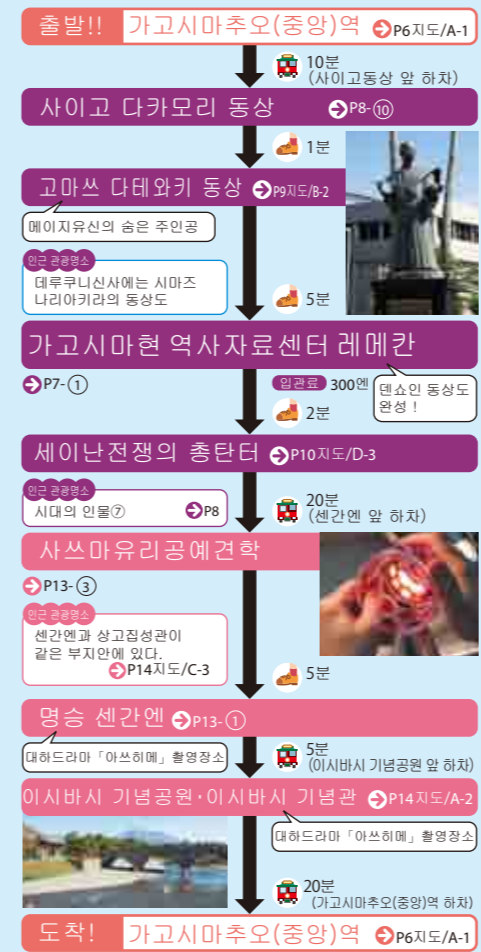 출발!! 가고시마추오(중앙)역 P6지도/A-1
10분
(사이고동상 앞 하차)
사이고 다카모리 동상 P8-⑩
1분
고마쓰 다테와키 동상 P9지도/B-2
메이지유신의 숨은 주인공
인근 관광명소
데루쿠니신사에는 시마즈
나리아키라의 동상도
5분
가고시마현 역사자료센터 레메칸
P7-①
입관료 300엔
덴쇼인 동상도
완성 !
2분
세이난전쟁의 총탄터 P10지도/D-3
인근 관광명소
시대의 인물⑦ P8
20분
(센간엔 앞 하차)
사쓰마유리공예견학
P13-③
인근 관광명소
센간엔과 상고집성관이
같은 부지안에 있다.
P14지도/C-3
5분
명승 센간엔 P13-①
대하드라마「아쓰히메」촬영장소
5분
(이시바시 기념공원 앞 하차)
이시바시 기념공원·이시바시 기념관 P14지도/A-2
대하드라마「아쓰히메」촬영장소
20분
(가고시마추오(중앙)역 하차)
도착! 가고시마추오(중앙)역 P6지도/A-1